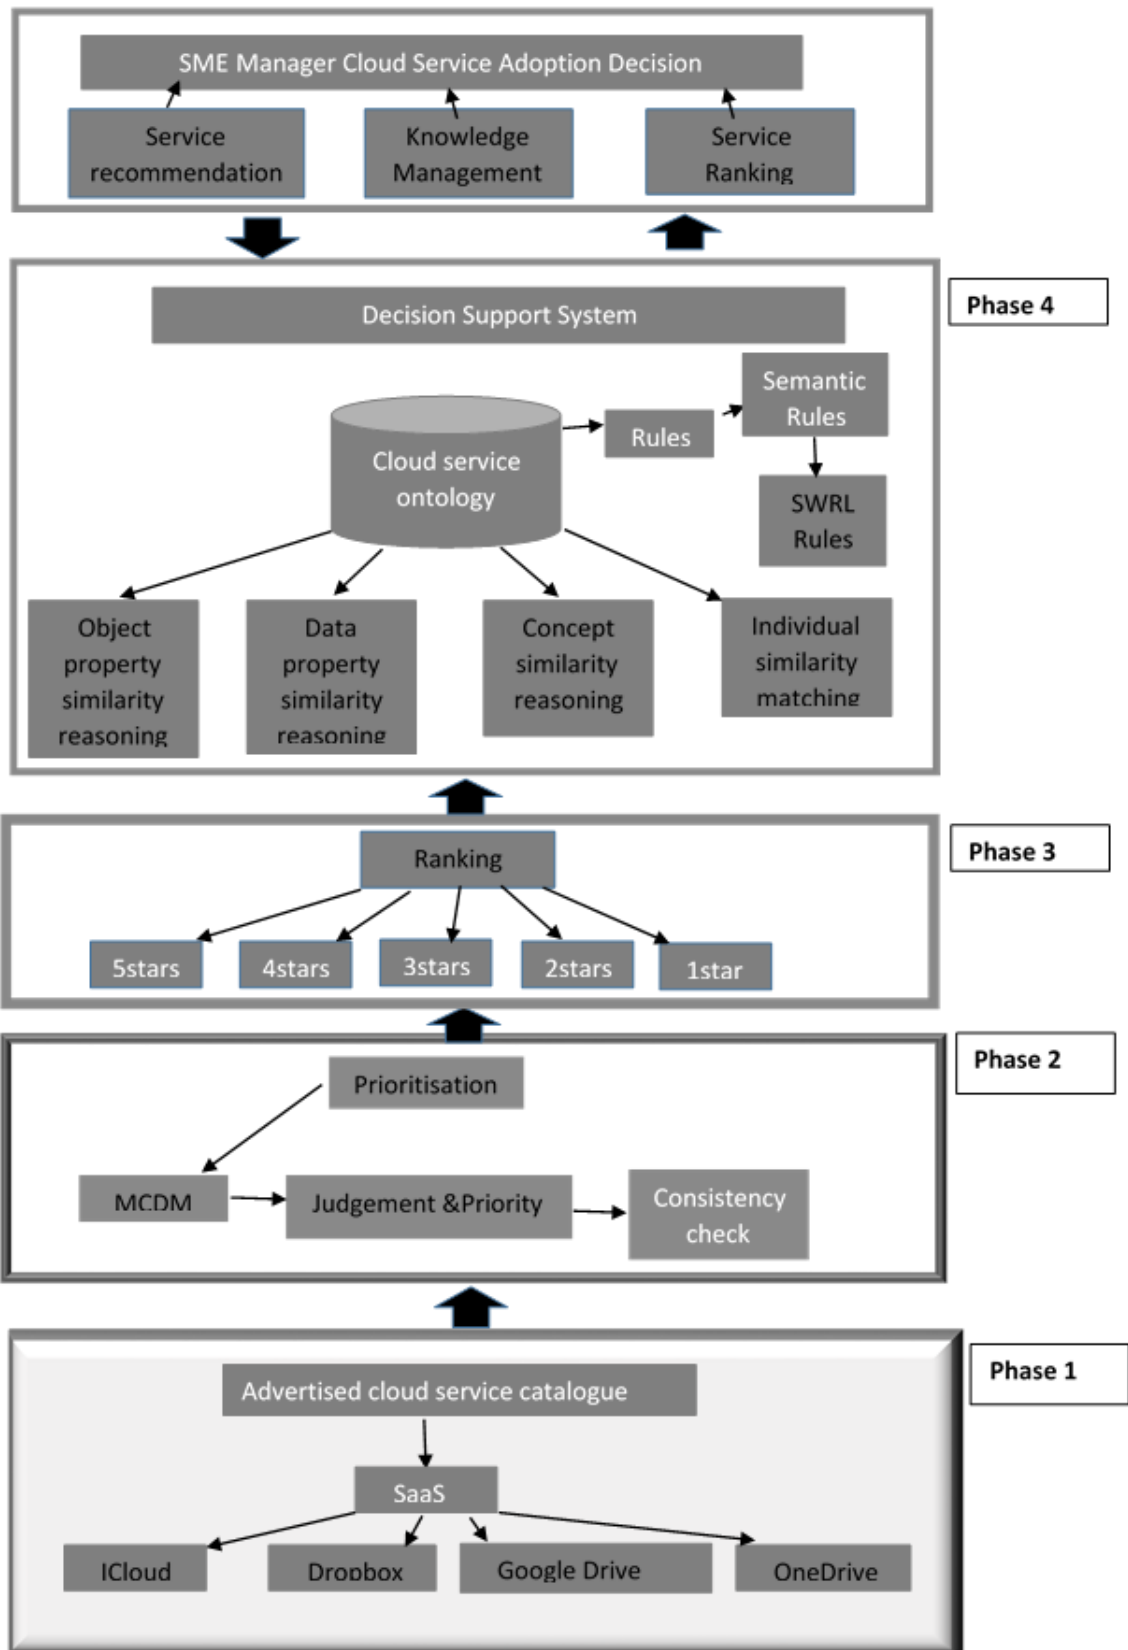 SME Manager Cloud Service Adoption Decision
Service
recommendation
Knowledge
Management
Service
Ranking
Phase 4
Decision Support System
Semantic
Rules
Rules
Cloud service
ontology
SWRL
Rules
Object
property
similarity
reasoning
Data
property
similarity
reasoning
Concept
similarity
reasoning
Individual
similarity
matching
Phase 3
Ranking
5stars
4stars
3stars
2stars
1star
Phase 2
Prioritisation
MCDM
Judgement &Priority
Consistency
check
Phase 1
Advertised cloud service catalogue
SaaS
ICloud
Dropbox
Google Drive
OneDrive